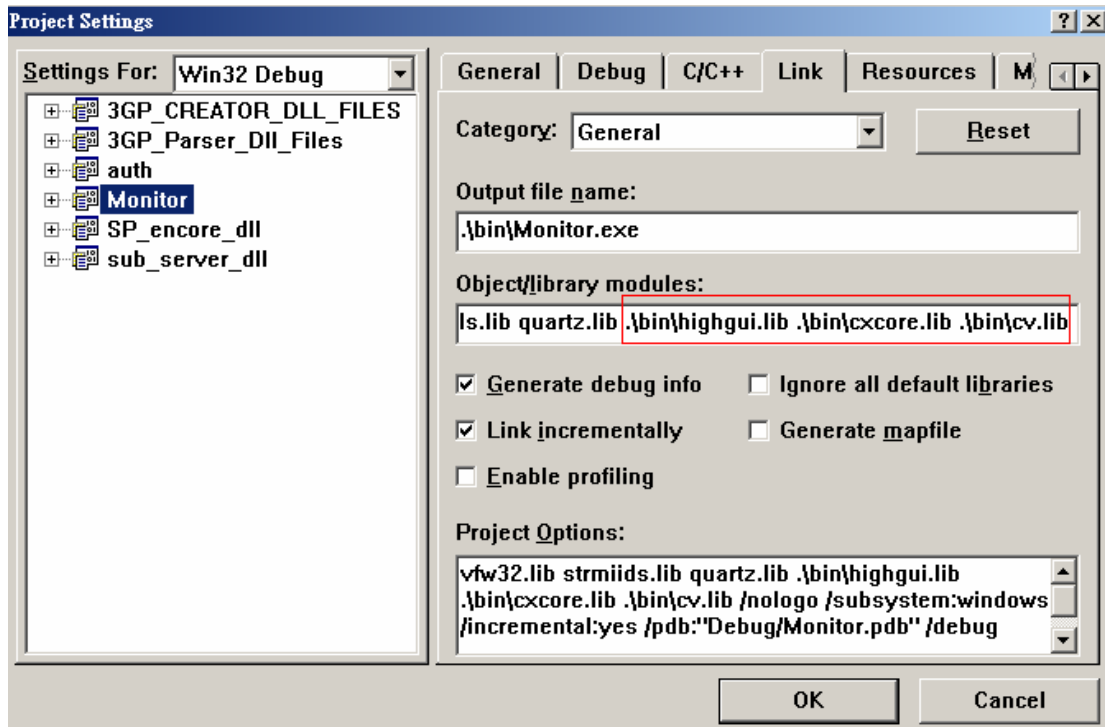 Project Settings
Settings For: Win32 Debug
3GP_CREATOR_DLL_FILES
3GP_Parser_Dll_Files
auth
Monitor
SP_encore_dll
sub_server_dll
General Debug C/C++ Link Resources M
Category: General Reset
Output file name:
.\bin\Monitor.exe
Object/library modules:
ls.lib quartz.lib .\bin\highgui.lib .\bin\cxcore.lib .\bin\cv.lib
Generate debug info Ignore all default libraries
Link incrementally Generate mapfile
Enable profiling
Project Options:
vfw32.lib strmiids.lib quartz.lib .\bin\highgui.lib
.\bin\cxcore.lib .\bin\cv.lib /nologo /subsystem:windows
/incremental:yes /pdb:"Debug/Monitor.pdb" /debug
OK Cancel